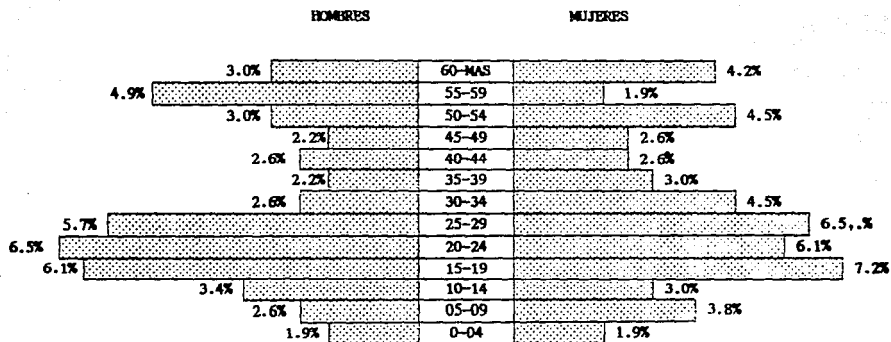 HOMBRES MUJERES
3.0% 60-MAS 4.2%
4.9% 55-59 1.9%
3.0% 50-54 4.5%
2.2% 45-49 2.6%
2.6% 40-44 2.6%
2.2% 35-39 3.0%
2.6% 30-34 4.5%
5.7% 25-29 6.5,.%
6.5% 20-24 6.1%
6.1% 15-19 7.2%
3.4% 10-14 3.0%
2.6% 05-09 3.8%
1.9% 0-04 1.9%